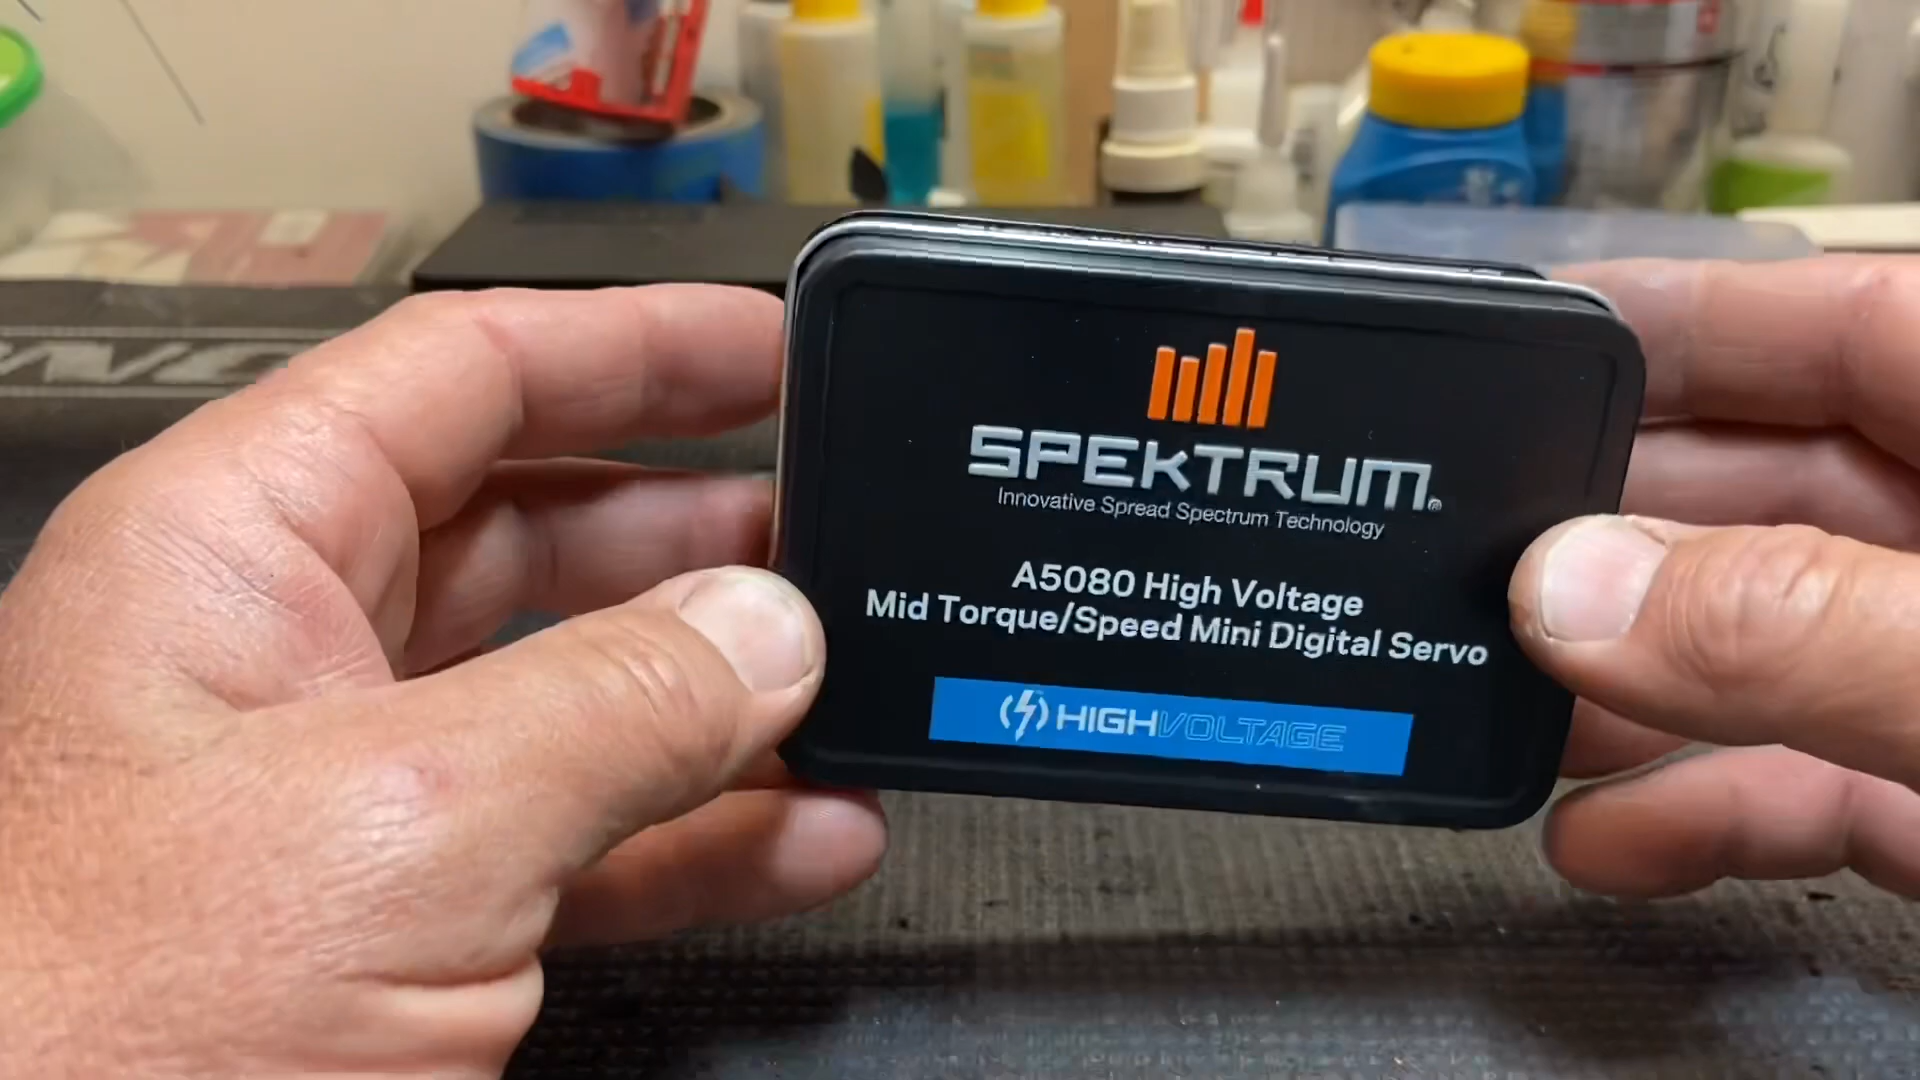 SPEKTRUM®
Innovative Spread Spectrum Technology
A5080 High Voltage
Mid Torque/Speed Mini Digital Servo
HIGHVOLTAGE